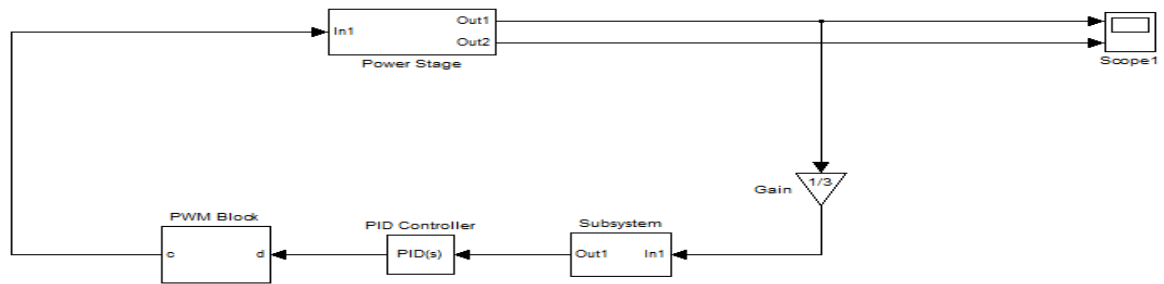 Out1
In1
Out2
Power Stage
Scope1
1/3
Gain
PWM Block
PID Controller
Subsystem
c
d
PID(s)
Out1
In1